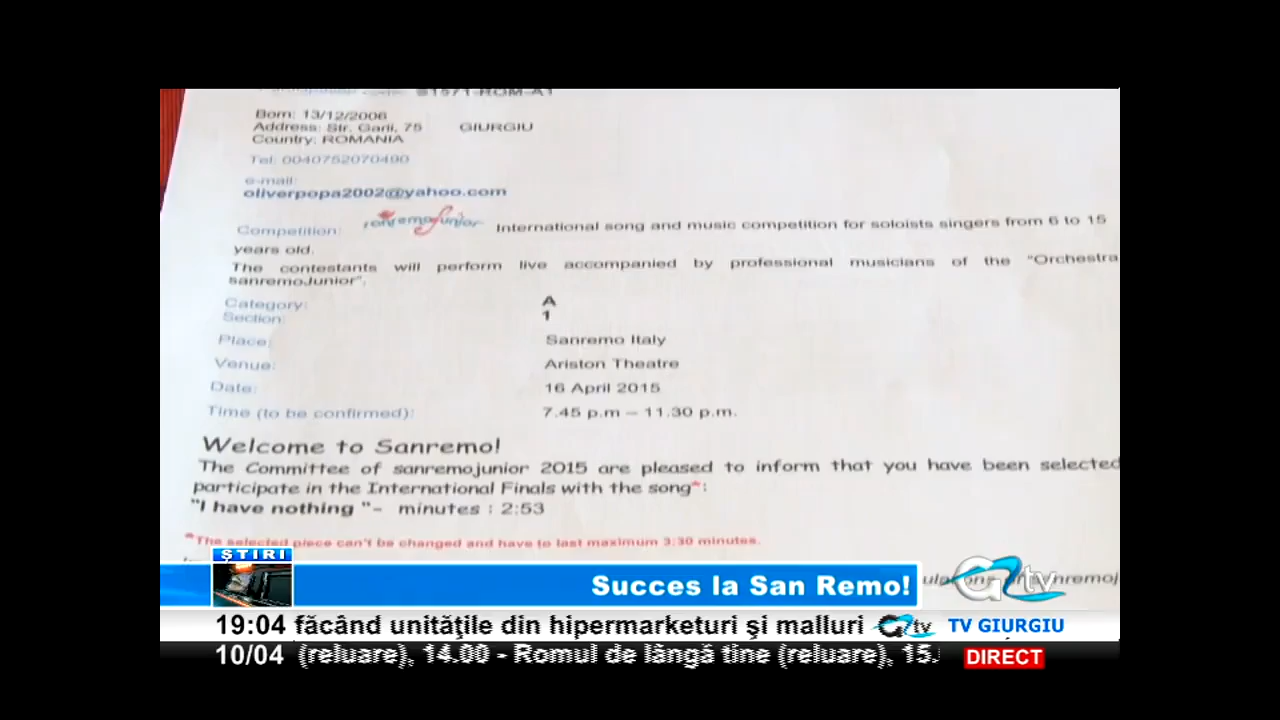 S1571-ROM-A1
Born: 13/12/2006
Address: Str. Garii, 75 GIURGIU
Country: ROMANIA
Tel: 0040752070490
e-mail:
oliverpopa2002@yahoo.com
Competition: sanremoJunior International song and music competition for soloists singers from 6 to 15
years old.
The contestants will perform live accompanied by professional musicians of the "Orchestra
sanremoJunior".
Category: A
Section: 1
Place: Sanremo Italy
Venue: Ariston Theatre
Date: 16 April 2015
Time (to be confirmed): 7.45 p.m – 11.30 p.m.
Welcome to Sanremo!
The Committee of sanremojunior 2015 are pleased to inform that you have been selected
participate in the International Finals with the song*:
"I have nothing "- minutes : 2:53
*The selected piece can't be changed and have to last maximum 3:30 minutes.
ŞTIRI
Succes la San Remo!
tv
19:04 făcând unităţile din hipermarketuri şi malluri tv TV GIURGIU
10/04 (reluare), 14.00 - Romul de lângă tine (reluare), 15. DIRECT